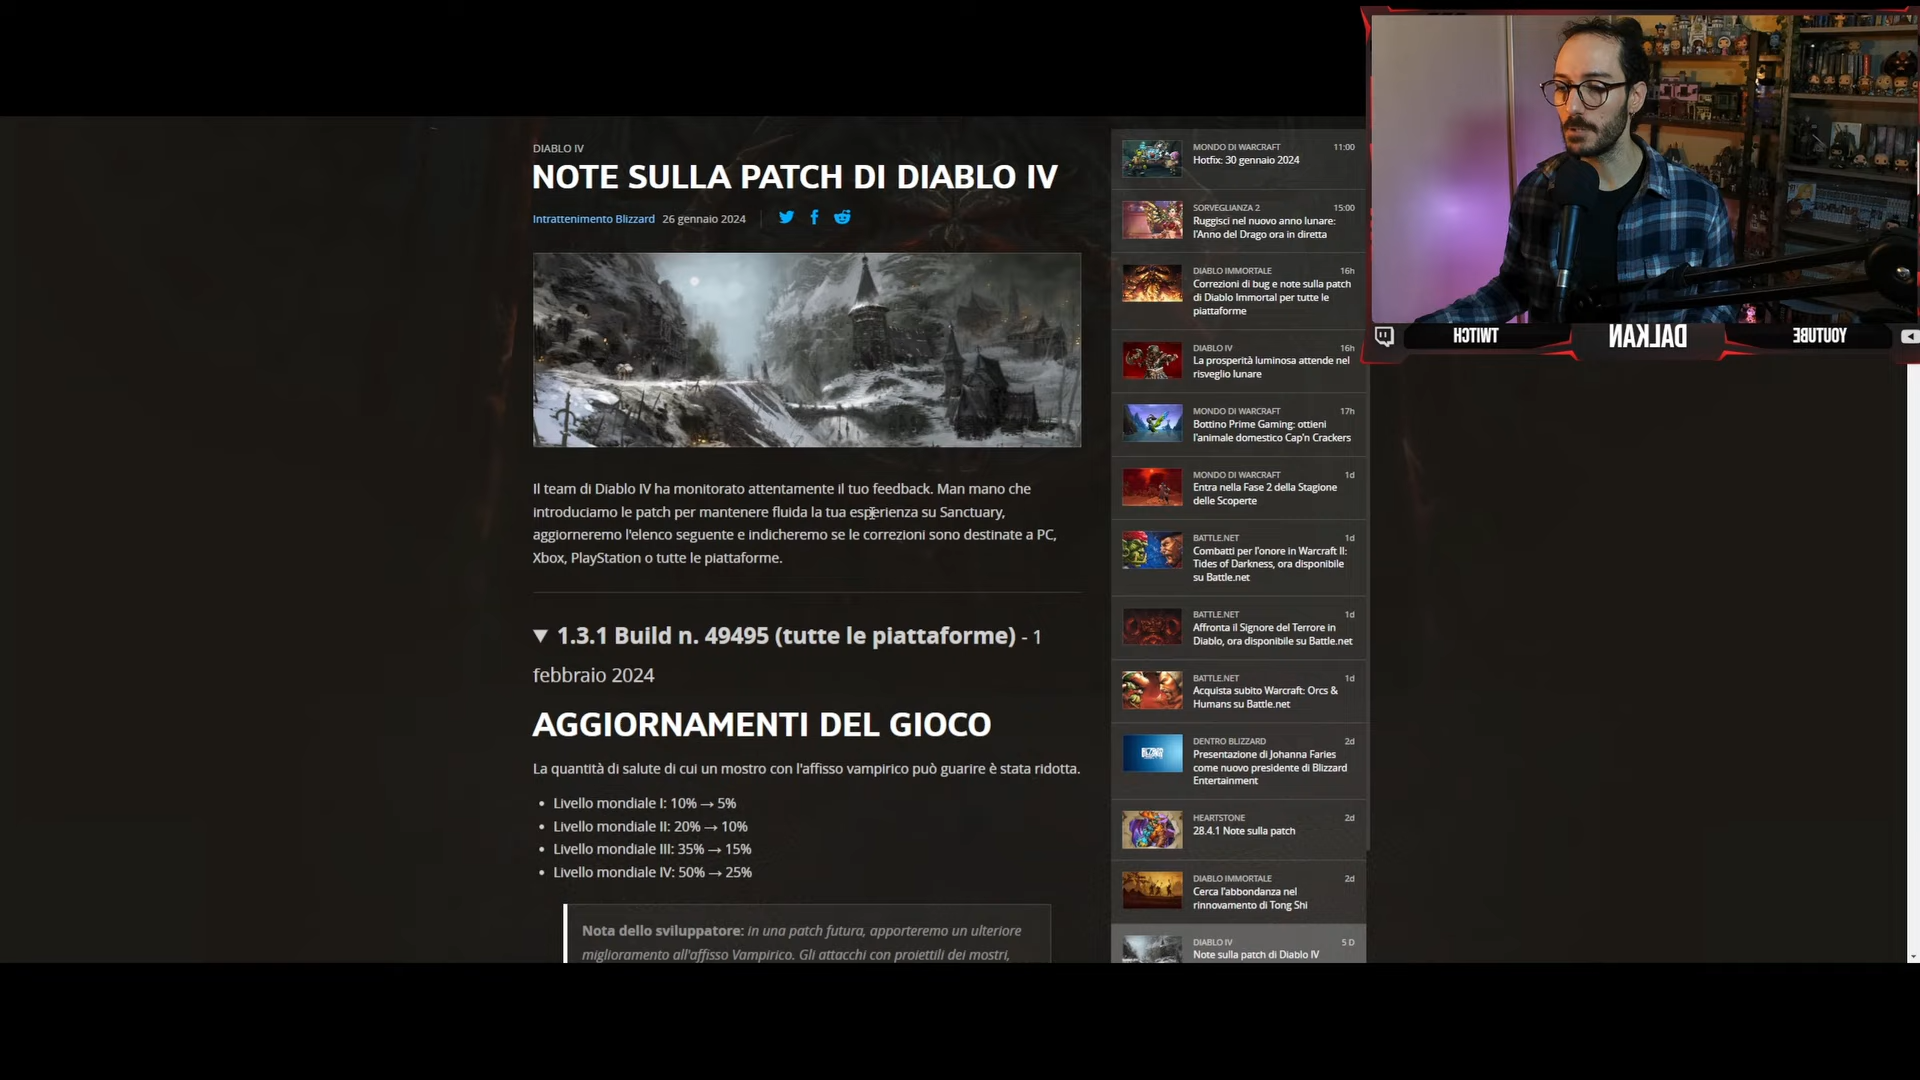 DIABLO IV
NOTE SULLA PATCH DI DIABLO IV
Intrattenimento Blizzard 26 gennaio 2024
Il team di Diablo IV ha monitorato attentamente il tuo feedback. Man mano che
introduciamo le patch per mantenere fluida la tua esperienza su Sanctuary,
aggiorneremo l'elenco seguente e indicheremo se le correzioni sono destinate a PC,
Xbox, PlayStation o tutte le piattaforme.
▼ 1.3.1 Build n. 49495 (tutte le piattaforme) - 1
febbraio 2024
AGGIORNAMENTI DEL GIOCO
La quantità di salute di cui un mostro con l'affisso vampirico può guarire è stata ridotta.
• Livello mondiale I: 10% → 5%
• Livello mondiale II: 20% → 10%
• Livello mondiale III: 35% → 15%
• Livello mondiale IV: 50% → 25%
Nota dello sviluppatore: in una patch futura, apporteremo un ulteriore
miglioramento all'affisso Vampirico. Gli attacchi con proiettili dei mostri,
MONDO DI WARCRAFT 11:00
Hotfix: 30 gennaio 2024
SORVEGLIANZA 2 15:00
Ruggisci nel nuovo anno lunare:
l'Anno del Drago ora in diretta
DIABLO IMMORTALE 16h
Correzioni di bug e note sulla patch
di Diablo Immortal per tutte le
piattaforme
DIABLO IV 16h
La prosperità luminosa attende nel
risveglio lunare
MONDO DI WARCRAFT 17h
Bottino Prime Gaming: ottieni
l'animale domestico Cap'n Crackers
MONDO DI WARCRAFT 1d
Entra nella Fase 2 della Stagione
delle Scoperte
BATTLE.NET 1d
Combatti per l'onore in Warcraft II:
Tides of Darkness, ora disponibile
su Battle.net
BATTLE.NET 1d
Affronta il Signore del Terrore in
Diablo, ora disponibile su Battle.net
BATTLE.NET 1d
Acquista subito Warcraft: Orcs &
Humans su Battle.net
DENTRO BLIZZARD 2d
Presentazione di Johanna Faries
come nuovo presidente di Blizzard
Entertainment
HEARTSTONE 2d
28.4.1 Note sulla patch
DIABLO IMMORTALE 2d
Cerca l'abbondanza nel
rinnovamento di Tong Shi
DIABLO IV 5 D
Note sulla patch di Diablo IV
TWITCH
DALKAN
YOUTUBE